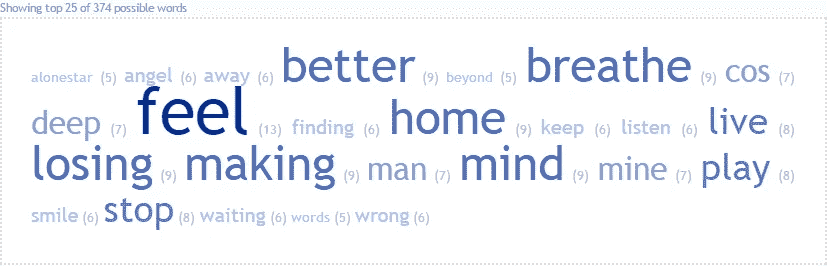 Showing top 25 of 374 possible words
alonestar (5) angel (6) away (6) better (9) beyond (5) breathe (9) cos (7)
deep (7) feel (13) finding (6) home (9) keep (6) listen (6) live (8)
losing (9) making (9) man (7) mind (9) mine (7) play (8)
smile (6) stop (8) waiting (6) words (5) wrong (6)